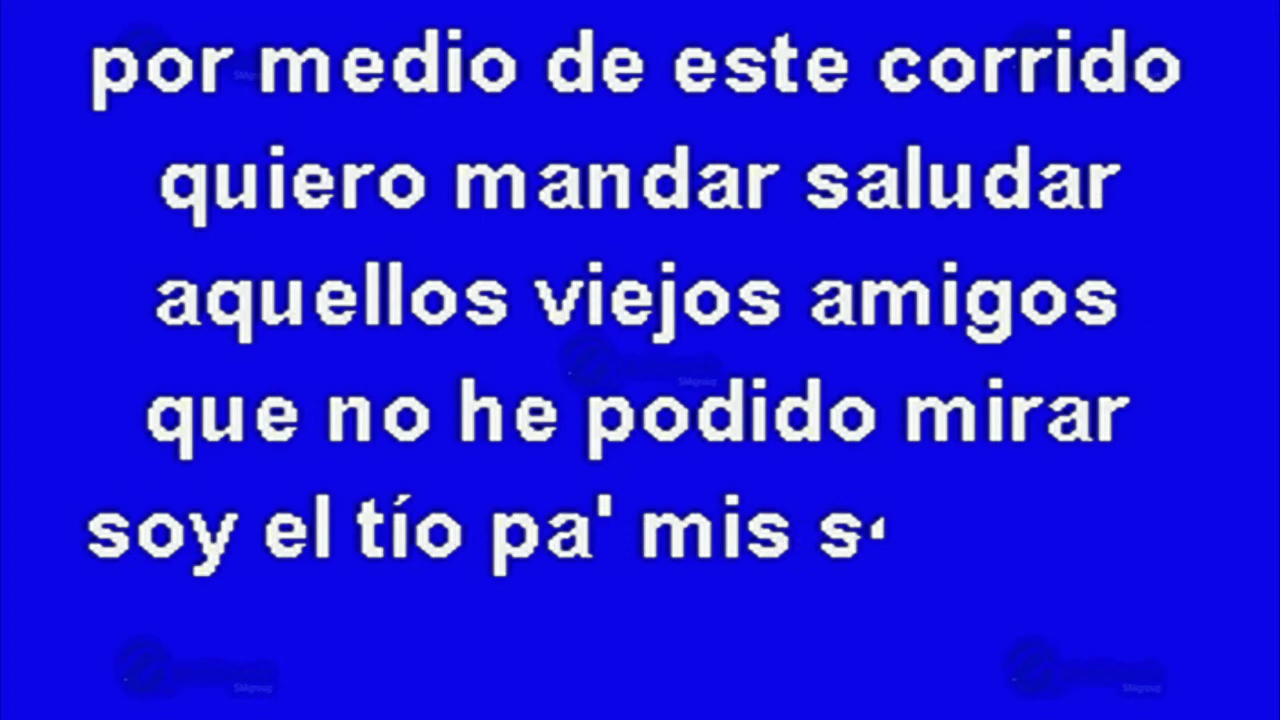 por medio de este corrido
quiero mandar saludar
aquellos viejos amigos
que no he podido mirar
soy el tío pa' mis